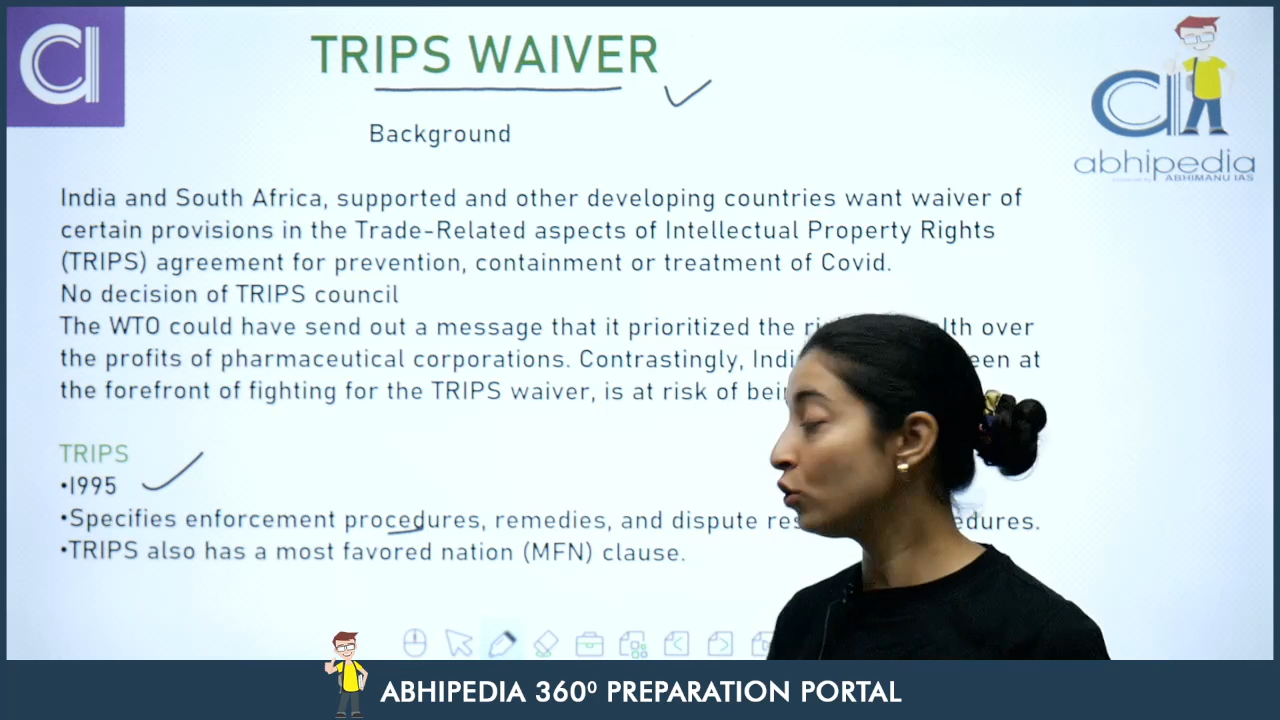 TRIPS WAIVER
Background
abhipedia
ABHIMANU IAS
India and South Africa, supported and other developing countries want waiver of
certain provisions in the Trade-Related aspects of Intellectual Property Rights
(TRIPS) agreement for prevention, containment or treatment of Covid.
No decision of TRIPS council
The WTO could have send out a message that it prioritized the over
the profits of pharmaceutical corporations. Contrastingly, at
the forefront of fighting for the TRIPS waiver, is at risk of
TRIPS
•1995
•Specifies enforcement procedures, remedies, and dispute
•TRIPS also has a most favored nation (MFN) clause.
ABHIPEDIA 360⁰ PREPARATION PORTAL